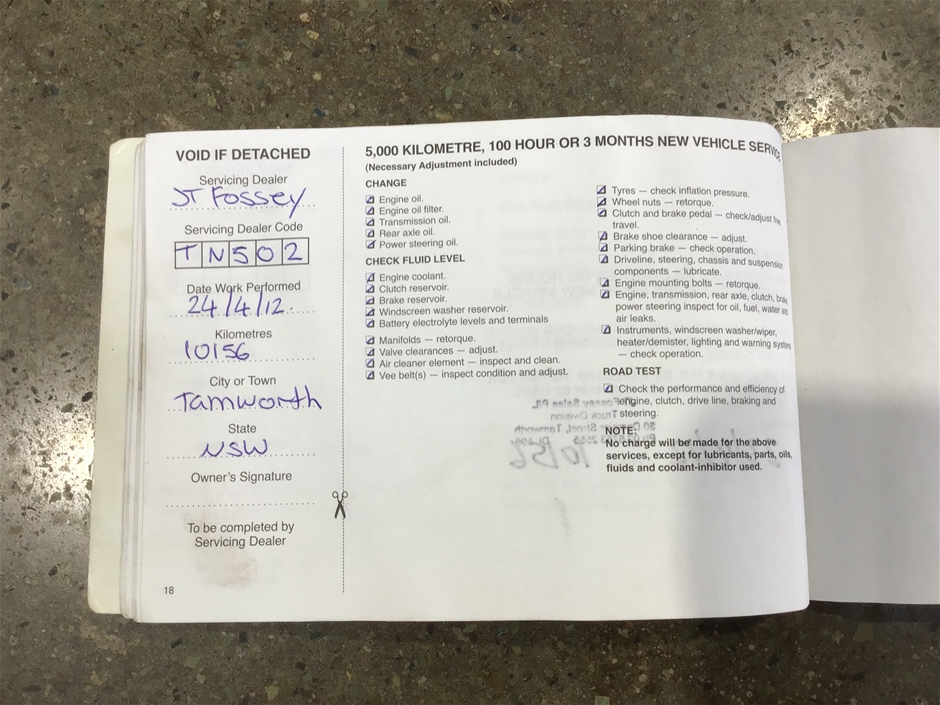 VOID IF DETACHED
Servicing Dealer
JT Fossey
Servicing Dealer Code
TN502
Date Work Performed
24/4/12.
Kilometres
10156
City or Town
Tamworth
State
NSW
Owner's Signature
To be completed by
Servicing Dealer
18
5,000 KILOMETRE, 100 HOUR OR 3 MONTHS NEW VEHICLE SERVICE
(Necessary Adjustment included)
CHANGE
Engine oil.
Engine oil filter.
Transmission oil.
Rear axle oil.
Power steering oil.
CHECK FLUID LEVEL
Engine coolant.
Clutch reservoir.
Brake reservoir.
Windscreen washer reservoir.
Battery electrolyte levels and terminals
Manifolds — retorque.
Valve clearances — adjust.
Air cleaner element — inspect and clean.
Vee belt(s) — inspect condition and adjust.
Tyres — check inflation pressure.
Wheel nuts — retorque.
Clutch and brake pedal — check/adjust free
travel.
Brake shoe clearance — adjust.
Parking brake — check operation.
Driveline, steering, chassis and suspension
components — lubricate.
Engine mounting bolts — retorque.
Engine, transmission, rear axle, clutch, brake
power steering inspect for oil, fuel, water and
air leaks.
Instruments, windscreen washer/wiper,
heater/demister, lighting and warning system
— check operation.
ROAD TEST
Check the performance and efficiency of
engine, clutch, drive line, braking and
steering.
NOTE:
No charge will be made for the above
services, except for lubricants, parts, oils,
fluids and coolant-inhibitor used.